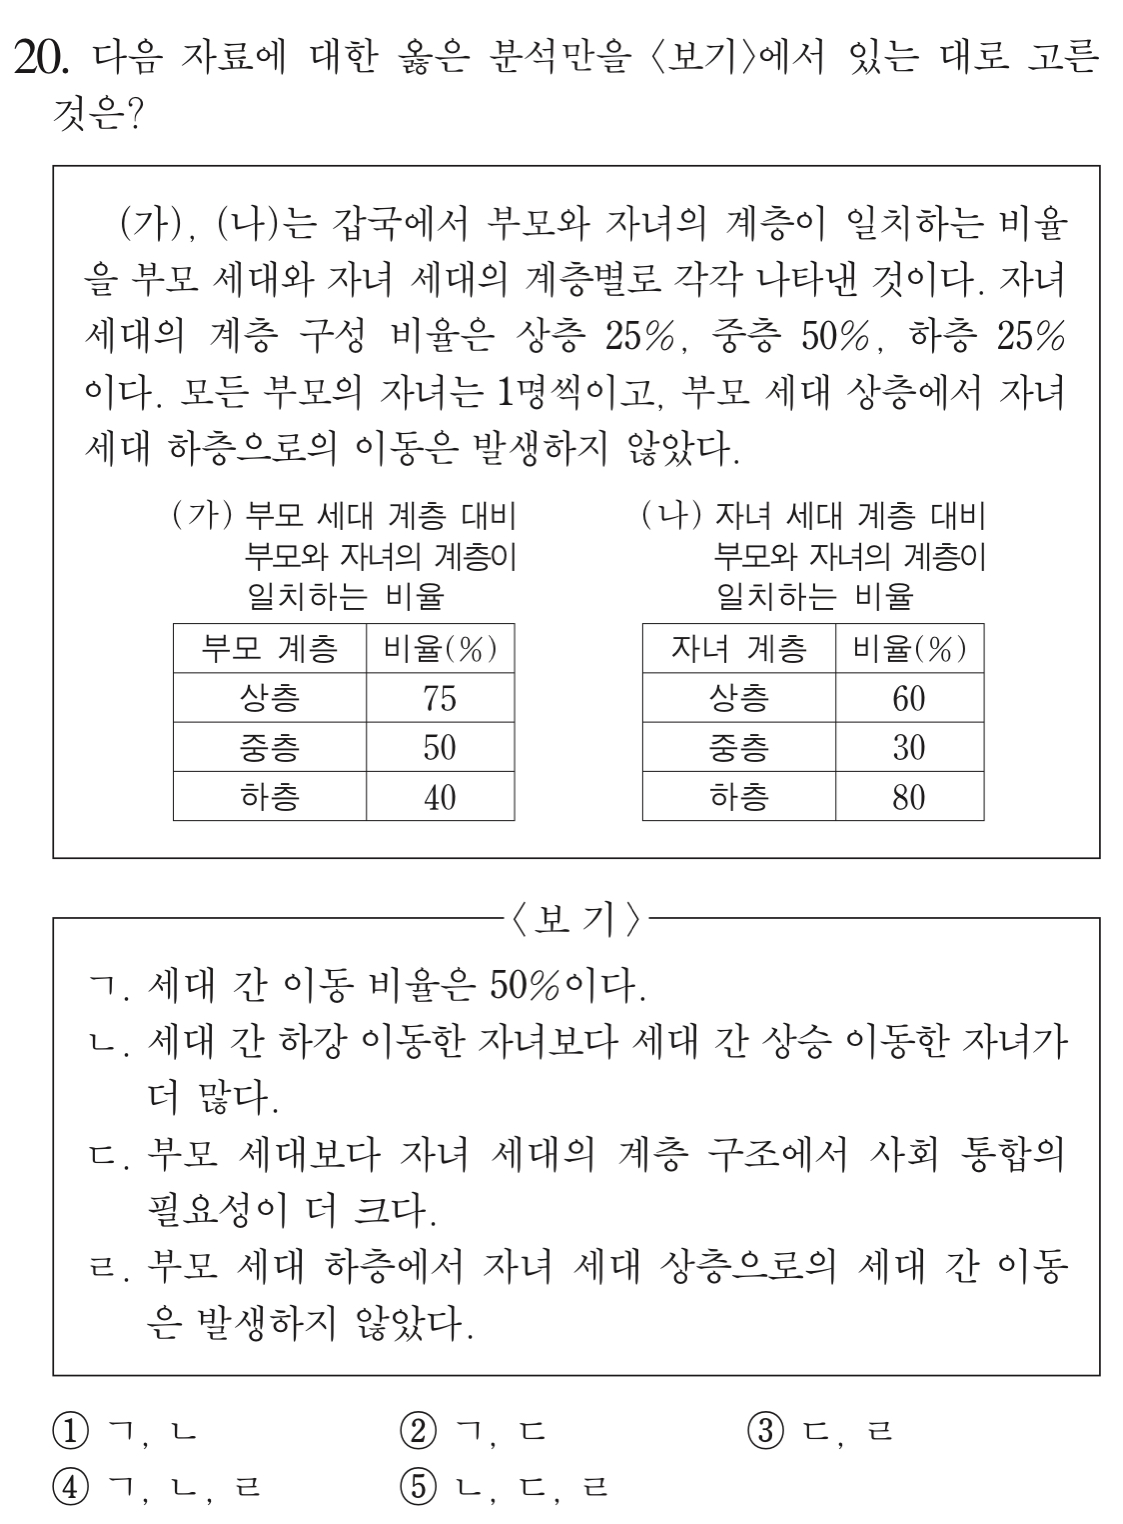 20. 다음 자료에 대한 옳은 분석만을 〈보기〉에서 있는 대로 고른
것은?
(가), (나)는 갑국에서 부모와 자녀의 계층이 일치하는 비율
을 부모 세대와 자녀 세대의 계층별로 각각 나타낸 것이다. 자녀
세대의 계층 구성 비율은 상층 25%, 중층 50%, 하층 25%
이다. 모든 부모의 자녀는 1명씩이고, 부모 세대 상층에서 자녀
세대 하층으로의 이동은 발생하지 않았다.
(가) 부모 세대 계층 대비
부모와 자녀의 계층이
일치하는 비율
부모 계층 비율(%)
상층 75
중층 50
하층 40
(나) 자녀 세대 계층 대비
부모와 자녀의 계층이
일치하는 비율
자녀 계층 비율(%)
상층 60
중층 30
하층 80
〈보 기〉
ㄱ. 세대 간 이동 비율은 50%이다.
ㄴ. 세대 간 하강 이동한 자녀보다 세대 간 상승 이동한 자녀가
더 많다.
ㄷ. 부모 세대보다 자녀 세대의 계층 구조에서 사회 통합의
필요성이 더 크다.
ㄹ. 부모 세대 하층에서 자녀 세대 상층으로의 세대 간 이동
은 발생하지 않았다.
① ㄱ, ㄴ ② ㄱ, ㄷ ③ ㄷ, ㄹ
④ ㄱ, ㄴ, ㄹ ⑤ ㄴ, ㄷ, ㄹ